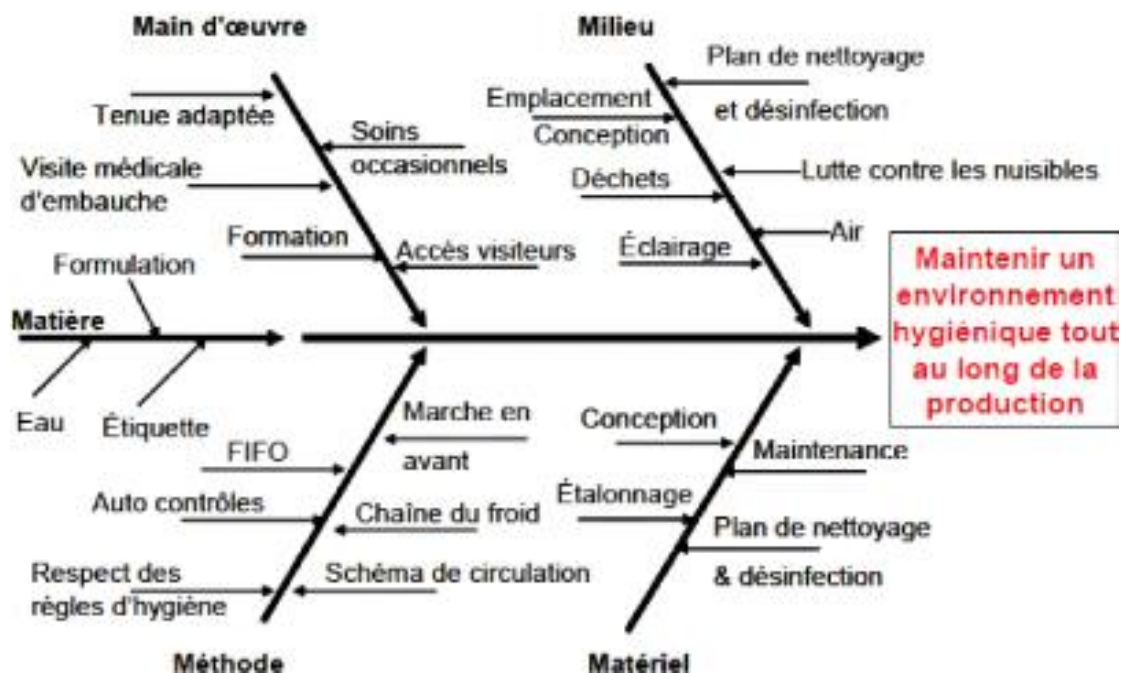 Main d'œuvre
Milieu
Tenue adaptée
Soins
occasionnels
Visite médicale
d'embauche
Formation
Accès visiteurs
Plan de nettoyage
et désinfection
Emplacement
Conception
Lutte contre les nuisibles
Déchets
Air
Éclairage
Formulation
Matière
Eau
Étiquette
Maintenir un
environnement
hygiénique tout
au long de la
production
Marche en
avant
FIFO
Auto contrôles
Chaîne du froid
Respect des
règles d'hygiène
Schéma de circulation
Conception
Maintenance
Étalonnage
Plan de nettoyage
& désinfection
Méthode
Matériel